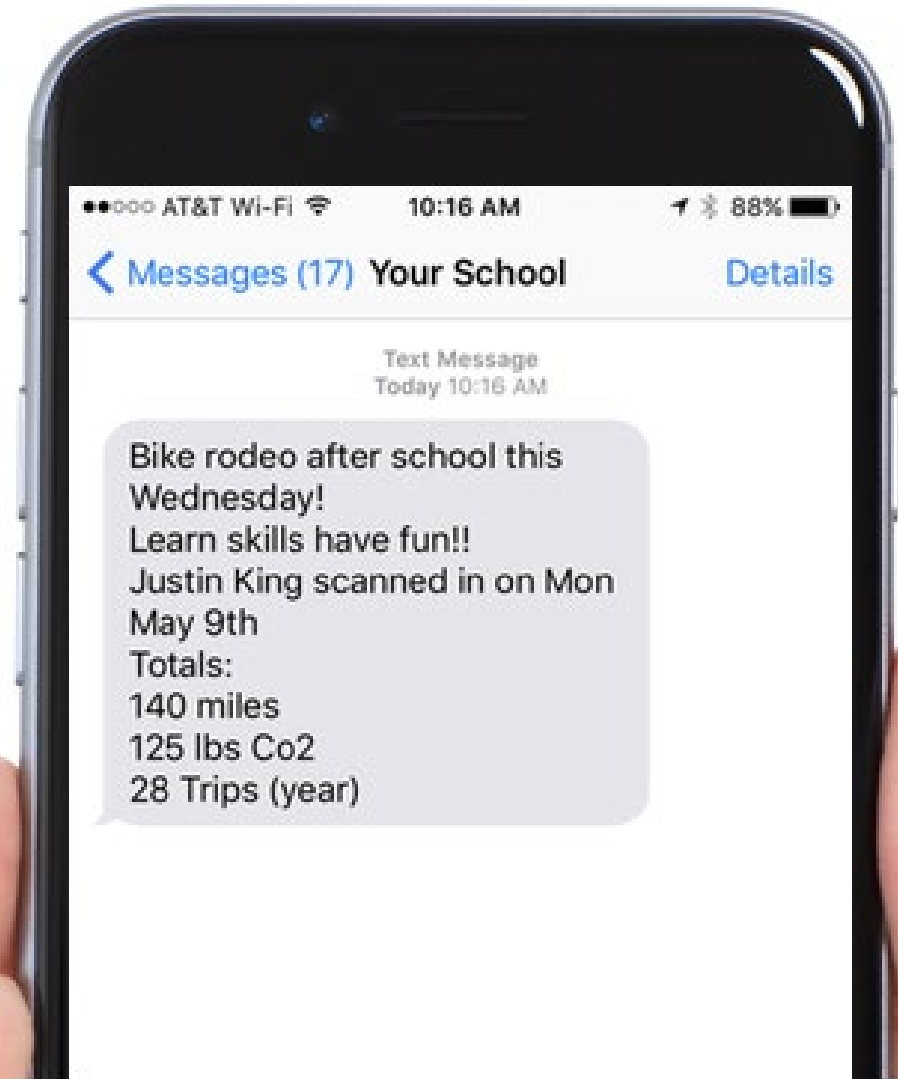 ●●○○○ AT&T Wi-Fi 10:16 AM 88%
Messages (17) Your School Details
Text Message
Today 10:16 AM
Bike rodeo after school this
Wednesday!
Learn skills have fun!!
Justin King scanned in on Mon
May 9th
Totals:
140 miles
125 lbs Co2
28 Trips (year)